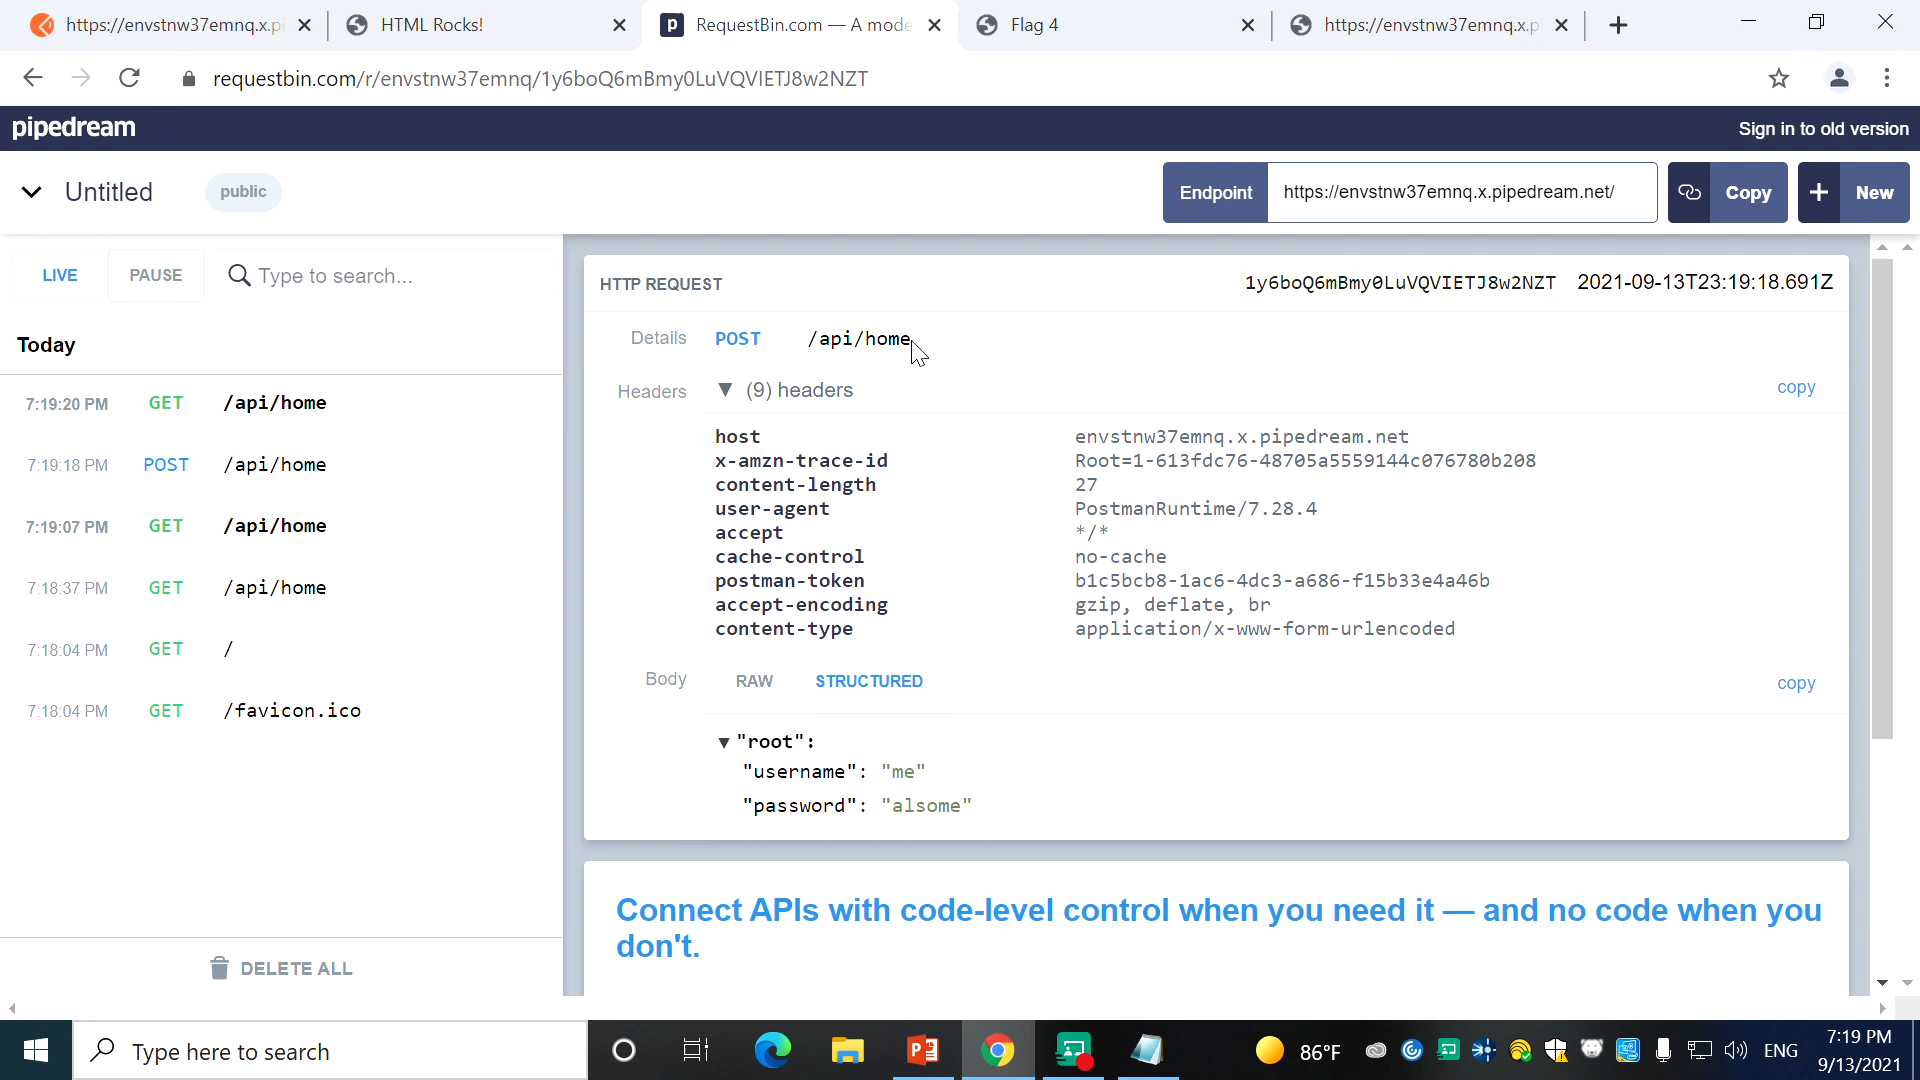 https://envstnw37emnq.x.pi
HTML Rocks!
RequestBin.com — A mode
Flag 4
https://envstnw37emnq.x.p
requestbin.com/r/envstnw37emnq/1y6boQ6mBmy0LuVQVIETJ8w2NZT
pipedream
Sign in to old version
Untitled
public
Endpoint
https://envstnw37emnq.x.pipedream.net/
Copy
New
LIVE
PAUSE
Type to search...
Today
7:19:20 PM GET /api/home
7:19:18 PM POST /api/home
7:19:07 PM GET /api/home
7:18:37 PM GET /api/home
7:18:04 PM GET /
7:18:04 PM GET /favicon.ico
DELETE ALL
HTTP REQUEST
1y6boQ6mBmy0LuVQVIETJ8w2NZT 2021-09-13T23:19:18.691Z
Details POST /api/home
Headers (9) headers
copy
host envstnw37emnq.x.pipedream.net
x-amzn-trace-id Root=1-613fdc76-48705a5559144c076780b208
content-length 27
user-agent PostmanRuntime/7.28.4
accept */*
cache-control no-cache
postman-token b1c5bcb8-1ac6-4dc3-a686-f15b33e4a46b
accept-encoding gzip, deflate, br
content-type application/x-www-form-urlencoded
Body RAW STRUCTURED
copy
"root":
"username": "me"
"password": "alsome"
Connect APIs with code-level control when you need it — and no code when you
don't.
Type here to search
86°F
ENG
7:19 PM
9/13/2021